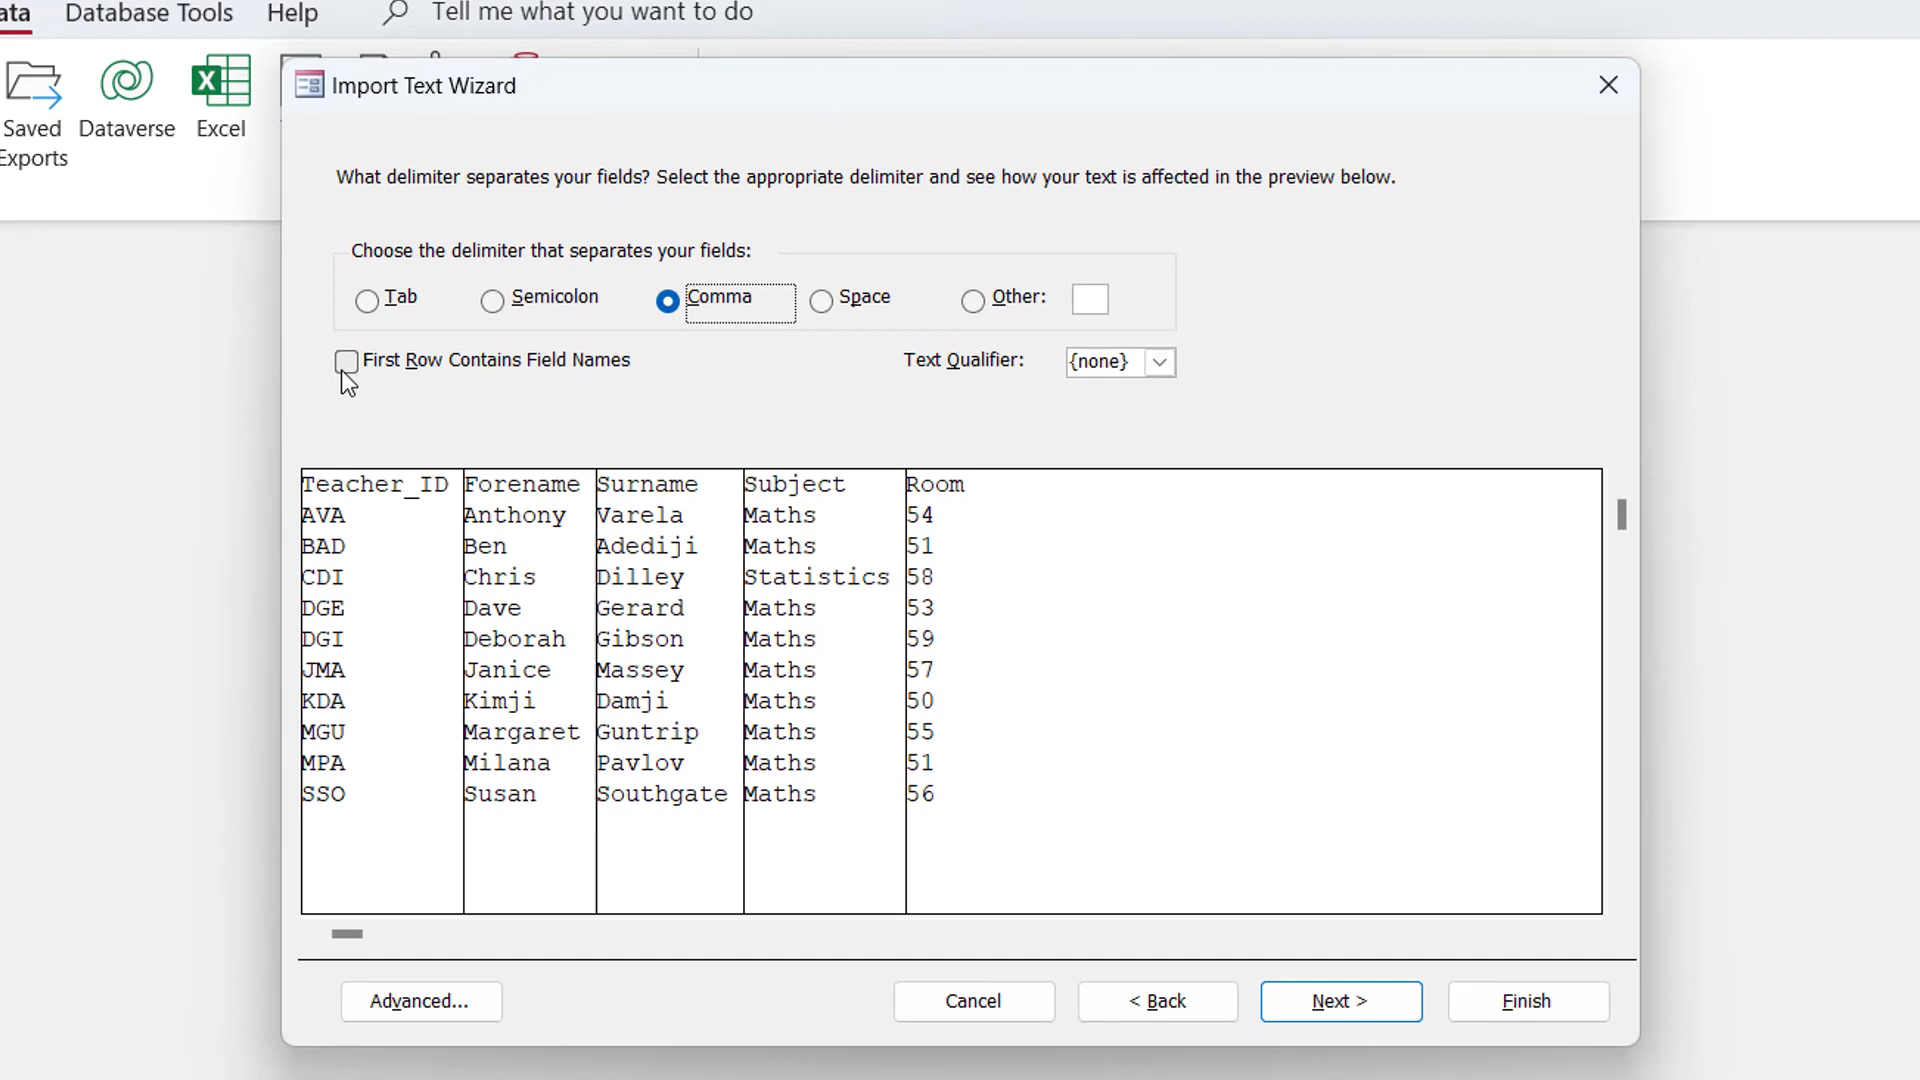 ata Database Tools Help Tell me what you want to do
Saved Exports
Dataverse
Excel
Import Text Wizard
What delimiter separates your fields? Select the appropriate delimiter and see how your text is affected in the preview below.
Choose the delimiter that separates your fields:
Tab Semicolon Comma Space Other:
First Row Contains Field Names Text Qualifier: {none}
Teacher_ID Forename Surname Subject Room
AVA Anthony Varela Maths 54
BAD Ben Adediji Maths 51
CDI Chris Dilley Statistics 58
DGE Dave Gerard Maths 53
DGI Deborah Gibson Maths 59
JMA Janice Massey Maths 57
KDA Kimji Damji Maths 50
MGU Margaret Guntrip Maths 55
MPA Milana Pavlov Maths 51
SSO Susan Southgate Maths 56
Advanced... Cancel < Back Next > Finish